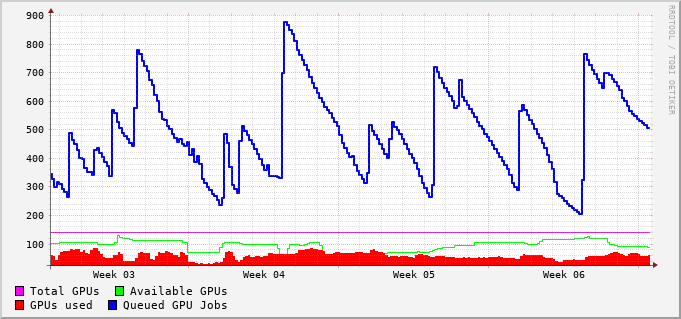 900
800
700
600
500
400
300
200
100
Week 03 Week 04 Week 05 Week 06
Total GPUs Available GPUs
GPUs used Queued GPU Jobs
RRDTOOL / TOBI OETIKER